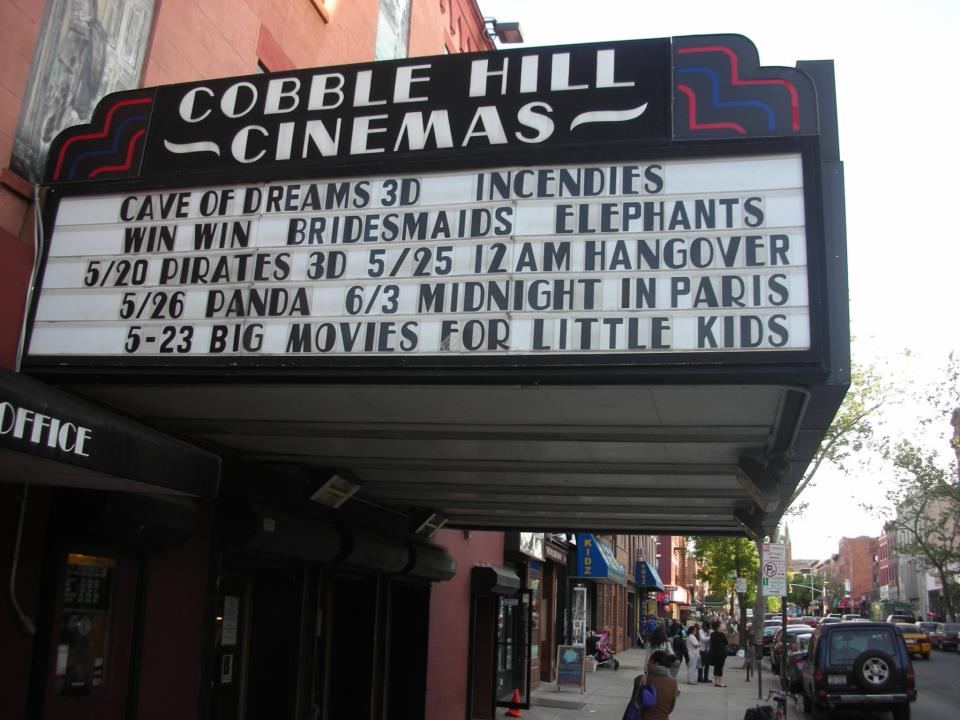 COBBLE HILL
CINEMAS
CAVE OF DREAMS 3D INCENDIES
WIN WIN BRIDESMAIDS ELEPHANTS
5/20 PIRATES 3D 5/25 12AM HANGOVER
5/26 PANDA 6/3 MIDNIGHT IN PARIS
5-23 BIG MOVIES FOR LITTLE KIDS
OFFICE
KIDZ